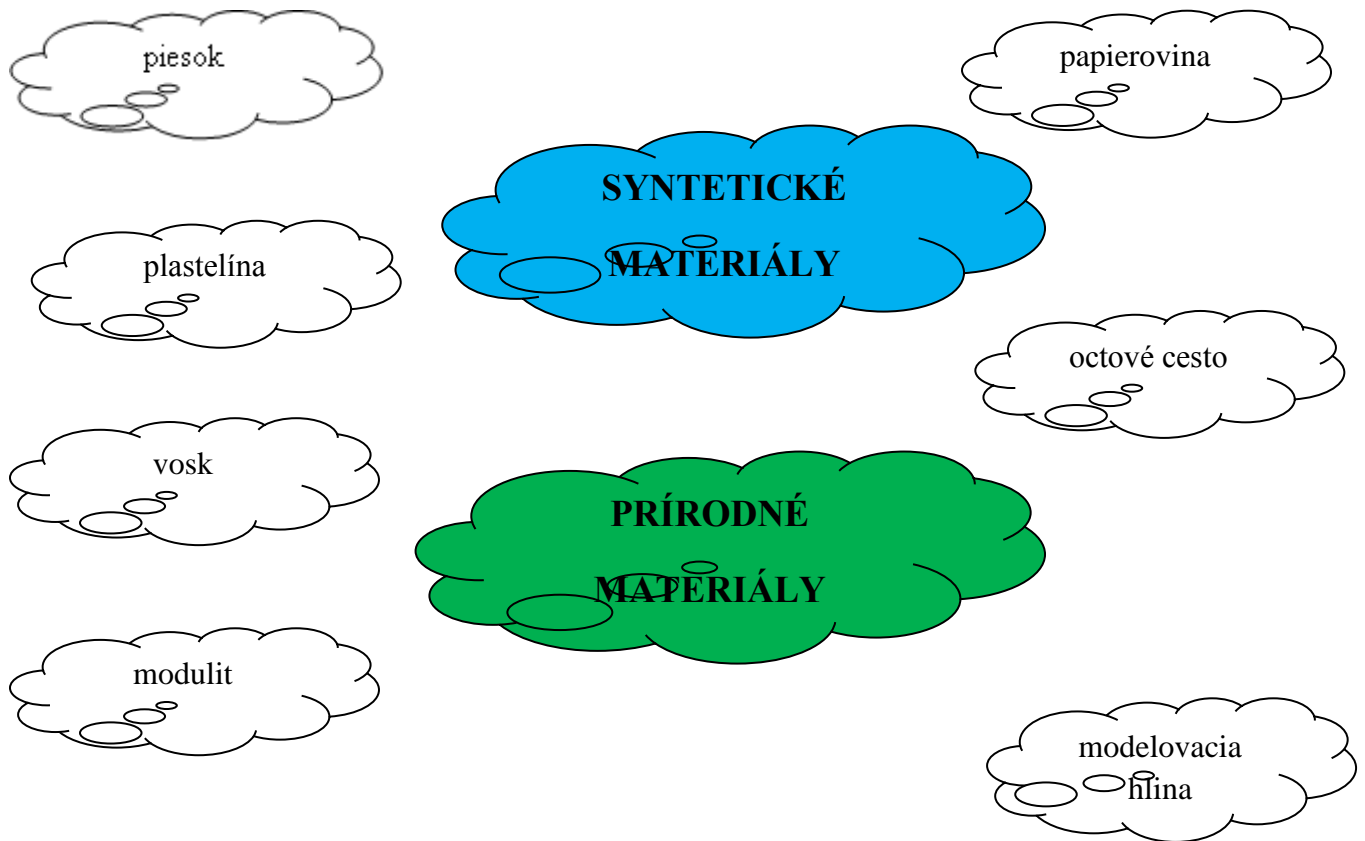 piesok
papierovina
SYNTETICKÉ
MATERIÁLY
plastelína
octové cesto
vosk
PRÍRODNÉ
MATERIÁLY
modulit
modelovacia
hlina